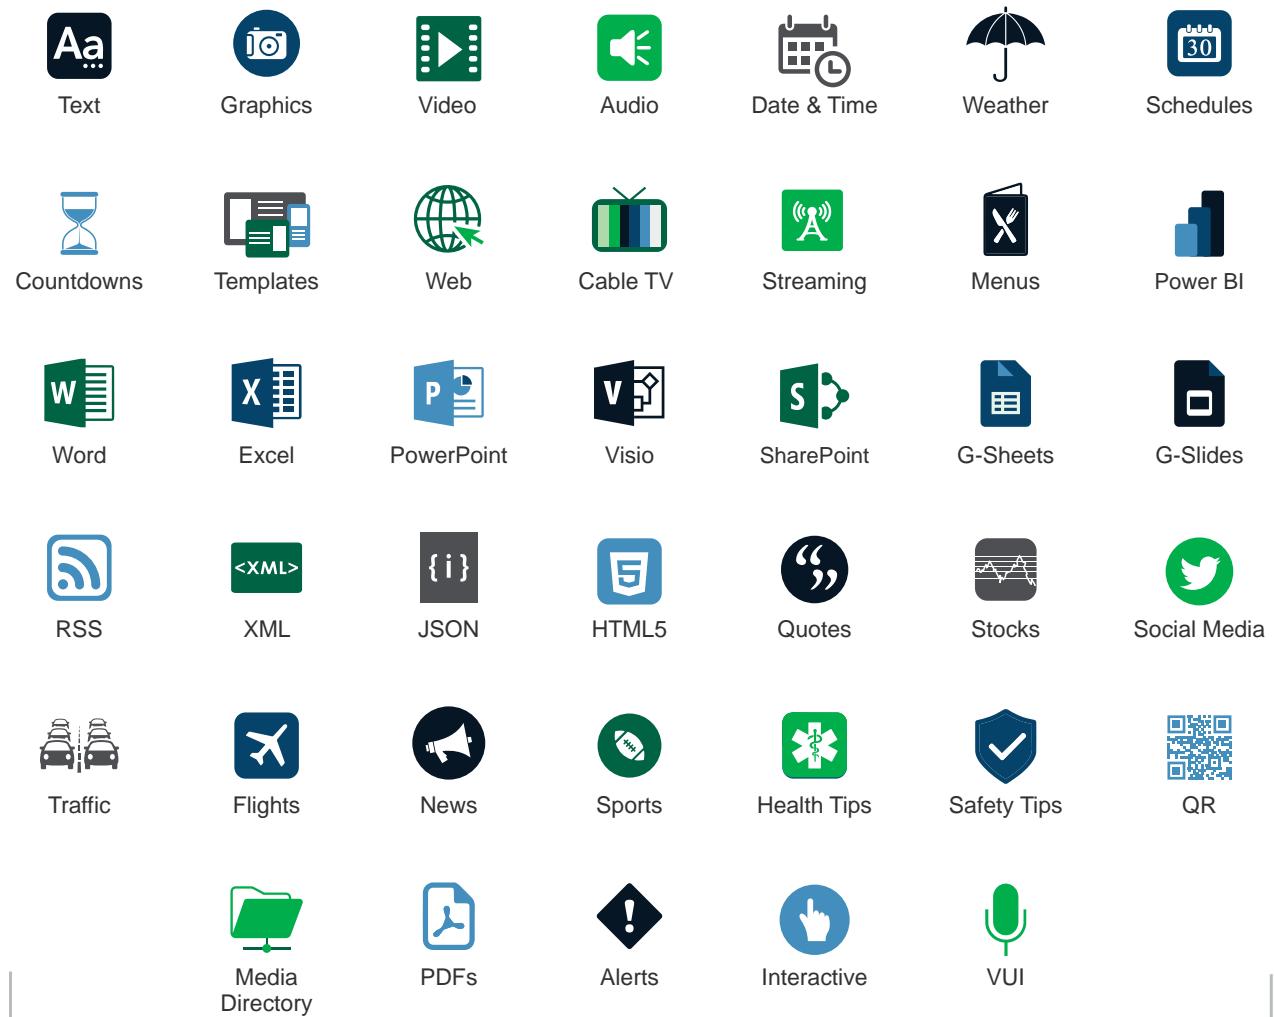 Aa
30
Text Graphics Video Audio Date & Time Weather Schedules
Countdowns Templates Web Cable TV Streaming Menus Power BI
W X P V S
Word Excel PowerPoint Visio SharePoint G-Sheets G-Slides
<XML> {i} 5
RSS XML JSON HTML5 Quotes Stocks Social Media
Traffic Flights News Sports Health Tips Safety Tips QR
!
Media Directory PDFs Alerts Interactive VUI